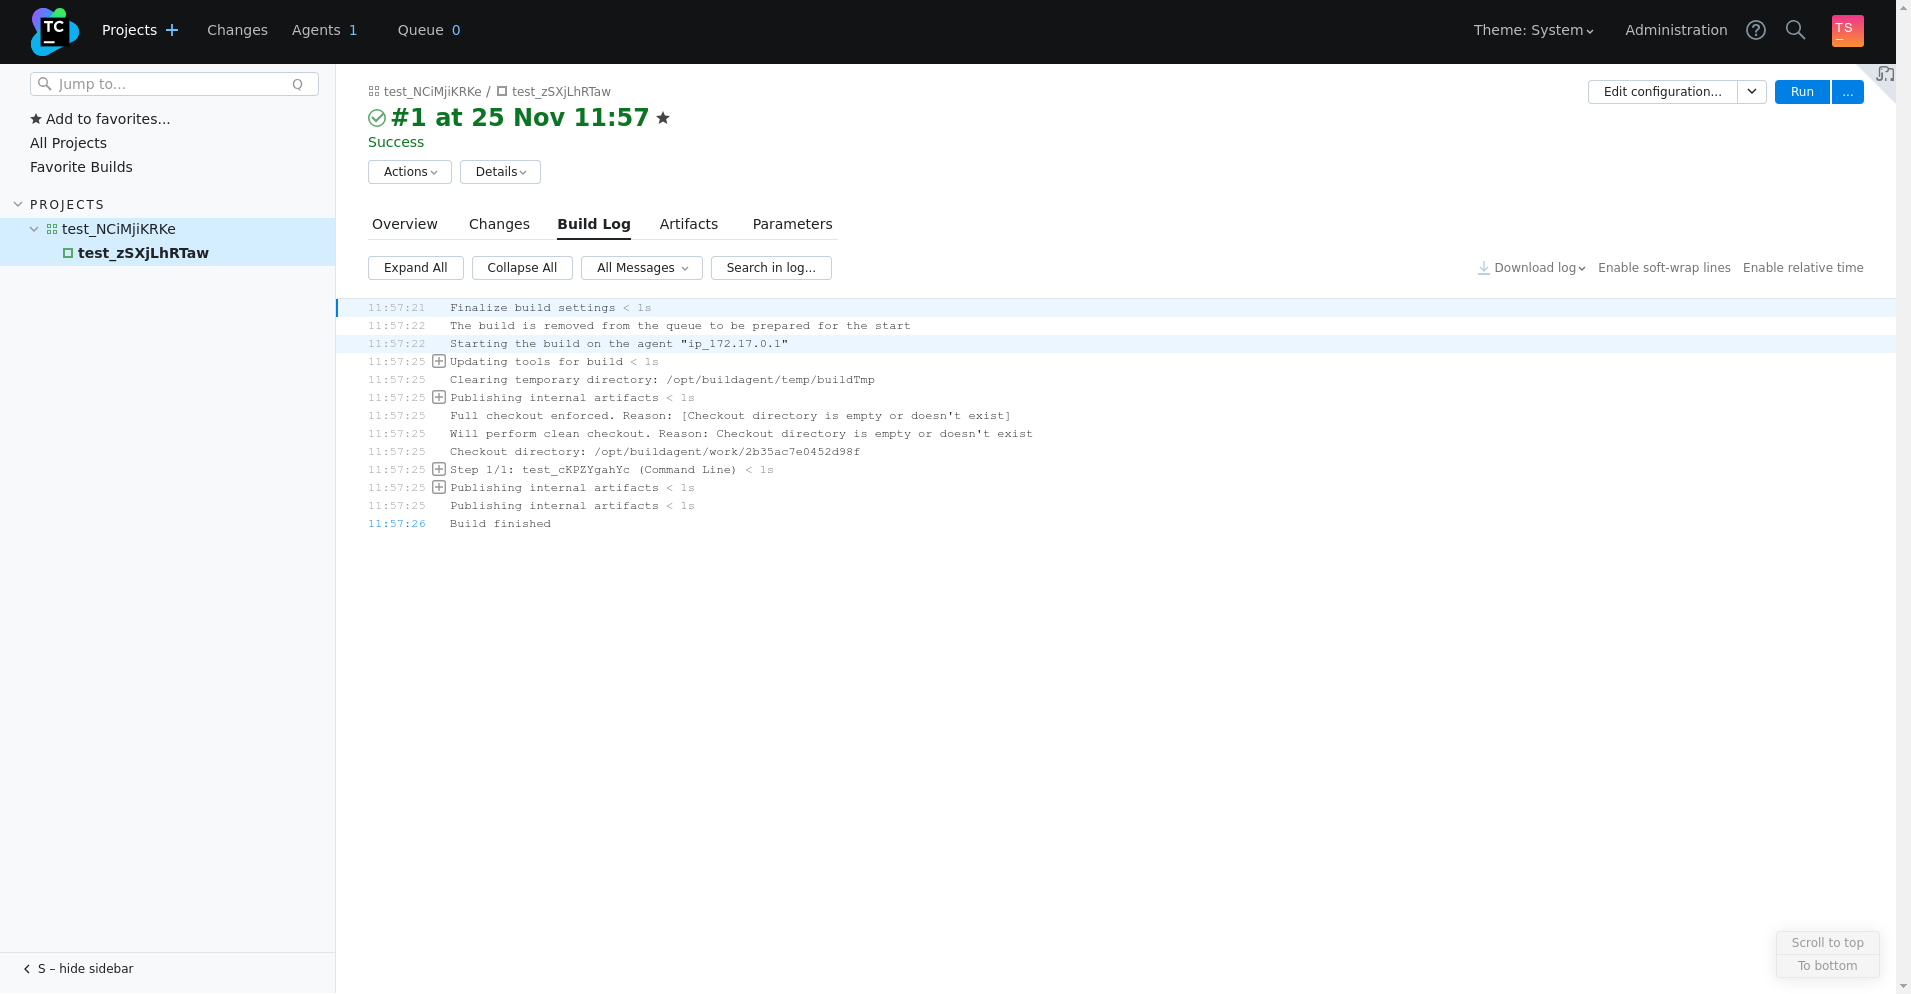 TC
Projects
Changes
Agents 1
Queue 0
Theme: System
Administration
TS
Jump to...
Q
Add to favorites...
All Projects
Favorite Builds
PROJECTS
test_NCiMjiKRKe
test_zSXjLhRTaw
S – hide sidebar
test_NCiMjiKRKe / test_zSXjLhRTaw
Edit configuration...
Run
...
#1 at 25 Nov 11:57
Success
Actions
Details
Overview
Changes
Build Log
Artifacts
Parameters
Expand All
Collapse All
All Messages
Search in log...
Download log
Enable soft-wrap lines
Enable relative time
11:57:21 Finalize build settings < 1s
11:57:22 The build is removed from the queue to be prepared for the start
11:57:22 Starting the build on the agent "ip_172.17.0.1"
11:57:25 Updating tools for build < 1s
11:57:25 Clearing temporary directory: /opt/buildagent/temp/buildTmp
11:57:25 Publishing internal artifacts < 1s
11:57:25 Full checkout enforced. Reason: [Checkout directory is empty or doesn't exist]
11:57:25 Will perform clean checkout. Reason: Checkout directory is empty or doesn't exist
11:57:25 Checkout directory: /opt/buildagent/work/2b35ac7e0452d98f
11:57:25 Step 1/1: test_cKPZYgahYc (Command Line) < 1s
11:57:25 Publishing internal artifacts < 1s
11:57:25 Publishing internal artifacts < 1s
11:57:26 Build finished
Scroll to top
To bottom